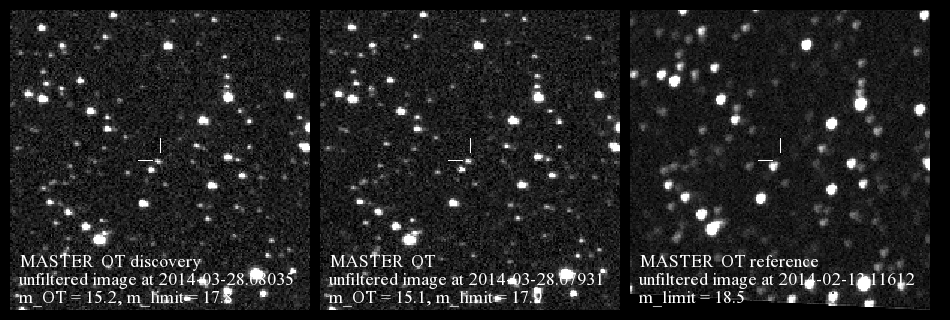 MASTER OT discovery
unfiltered image at 2014-03-28.08035
m_OT = 15.2, m_limit = 17.
MASTER OT
unfiltered image at 2014-03-28.07931
m_OT = 15.1, m_limit = 17.
MASTER OT reference
unfiltered image at 2014-02-12.11612
m_limit = 18.5